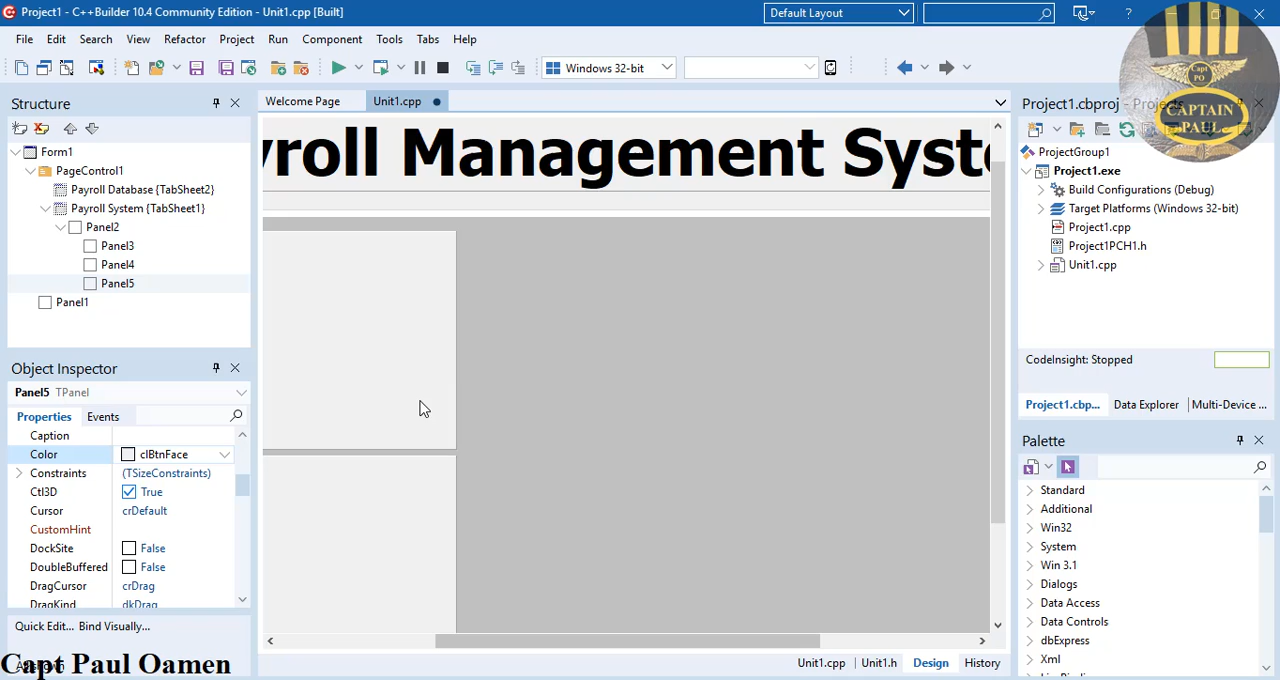 Project1 - C++Builder 10.4 Community Edition - Unit1.cpp [Built]
Default Layout
?
File Edit Search View Refactor Project Run Component Tools Tabs Help
Windows 32-bit
Capt PO
CAPTAIN
PAUL
Structure
Form1
PageControl1
Payroll Database {TabSheet2}
Payroll System {TabSheet1}
Panel2
Panel3
Panel4
Panel5
Panel1
Object Inspector
Panel5 TPanel
Properties Events
Caption
Color clBtnFace
Constraints (TSizeConstraints)
Ctl3D True
Cursor crDefault
CustomHint
DockSite False
DoubleBuffered False
DragCursor crDrag
DragKind dkDrag
Quick Edit... Bind Visually...
All shown
Capt Paul Oamen
Welcome Page Unit1.cpp
yroll Management Syste
Unit1.cpp Unit1.h Design History
Project1.cbproj - Projects
ProjectGroup1
Project1.exe
Build Configurations (Debug)
Target Platforms (Windows 32-bit)
Project1.cpp
Project1PCH1.h
Unit1.cpp
CodeInsight: Stopped
Project1.cbp... Data Explorer Multi-Device ...
Palette
Standard
Additional
Win32
System
Win 3.1
Dialogs
Data Access
Data Controls
dbExpress
Xml